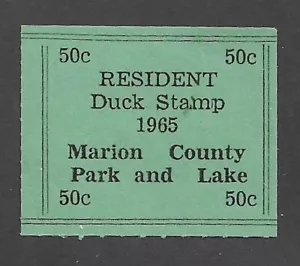 50c 50c
RESIDENT
Duck Stamp
1965
Marion County
Park and Lake
50c 50c